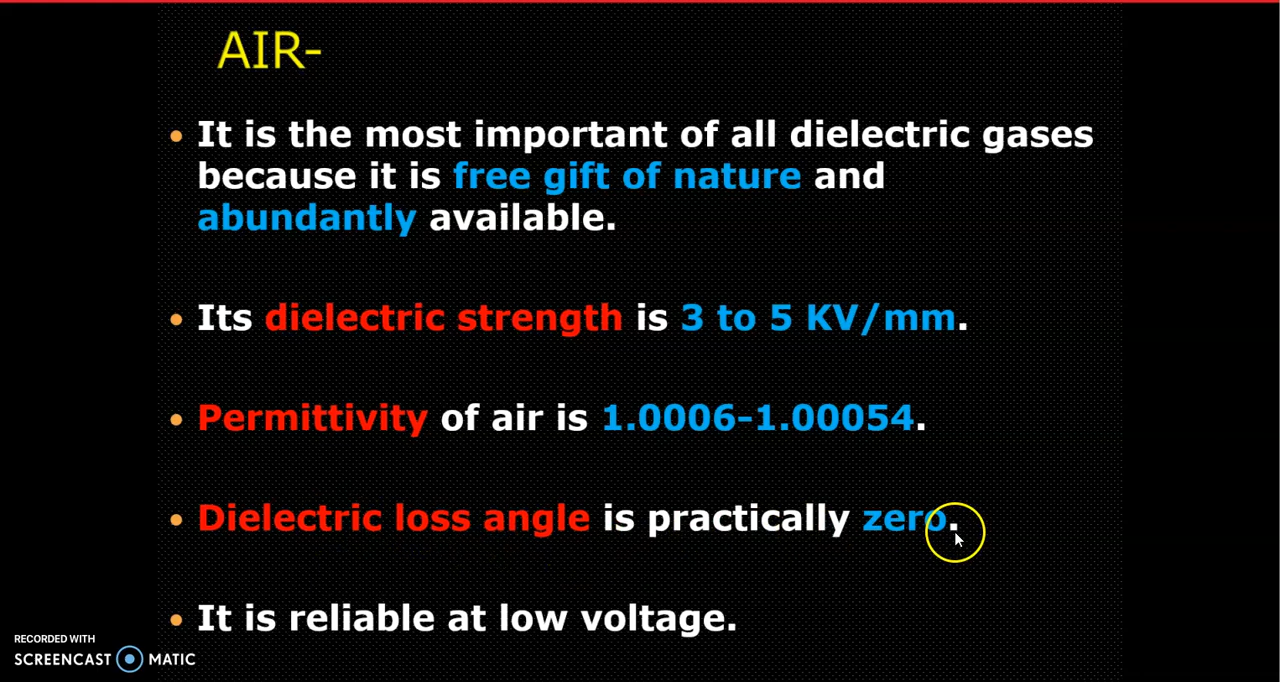 AIR-
• It is the most important of all dielectric gases
because it is free gift of nature and
abundantly available.
• Its dielectric strength is 3 to 5 KV/mm.
• Permittivity of air is 1.0006-1.00054.
• Dielectric loss angle is practically zero.
• It is reliable at low voltage.
RECORDED WITH
SCREENCAST MATIC